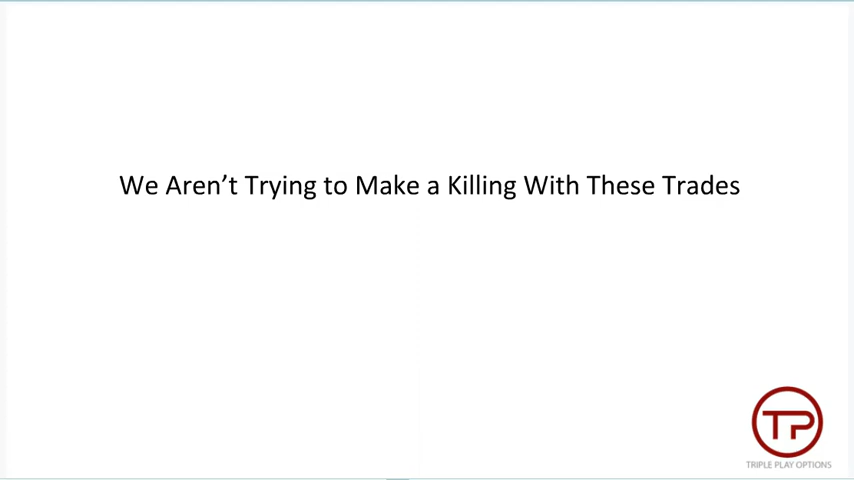 We Aren’t Trying to Make a Killing With These Trades
TP
TRIPLE PLAY OPTIONS